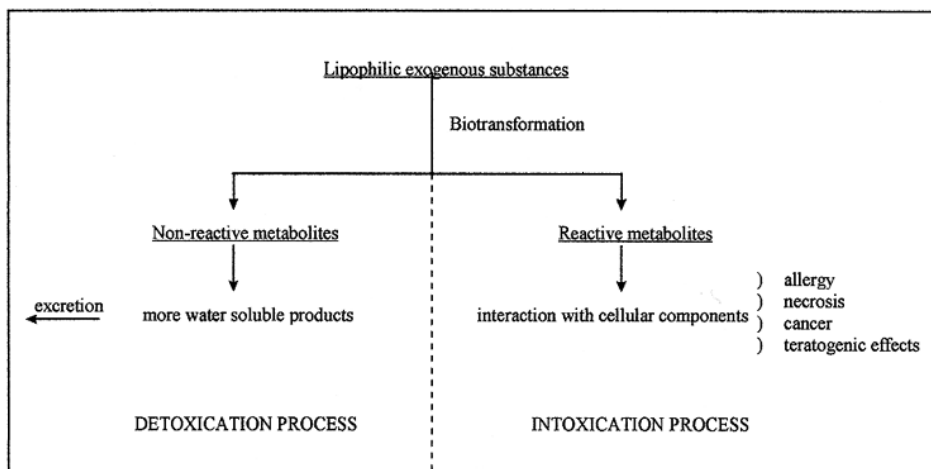 Lipophilic exogenous substances
Biotransformation
Non-reactive metabolites
Reactive metabolites
excretion
more water soluble products
interaction with cellular components
) allergy
) necrosis
) cancer
) teratogenic effects
DETOXICATION PROCESS
INTOXICATION PROCESS